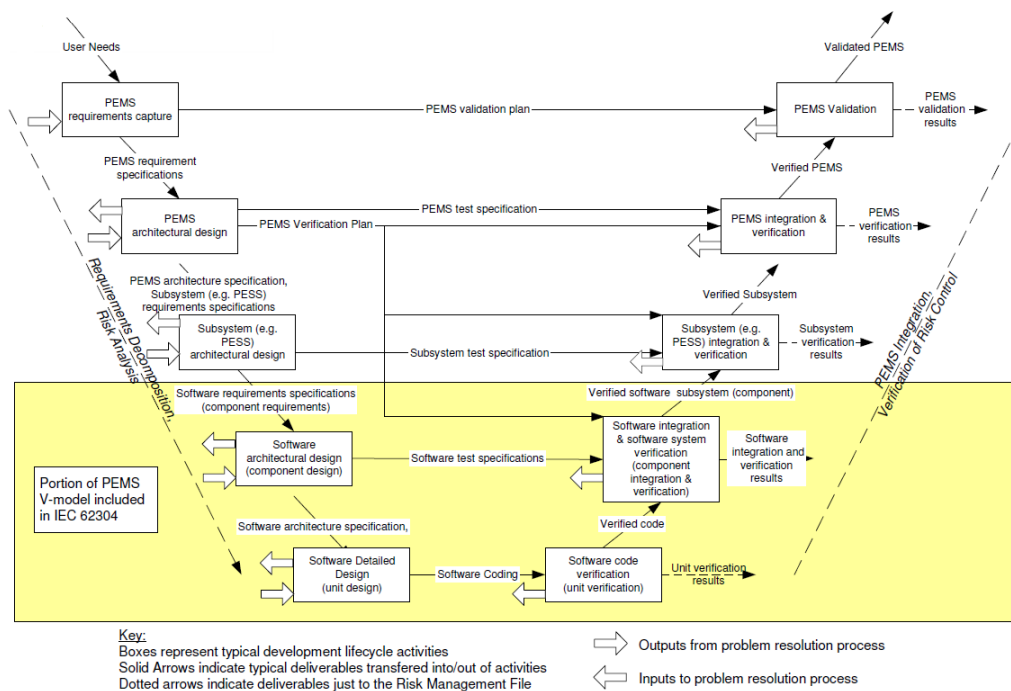 User Needs
Validated PEMS
PEMS
requirements capture
PEMS validation plan
PEMS Validation
PEMS
validation
results
PEMS requirement
specifications
Verified PEMS
PEMS
architectural design
PEMS test specification
PEMS Verification Plan
PEMS integration &
verification
PEMS
verification
results
PEMS architecture specification,
Subsystem (e.g. PESS)
requirements specifications
Verified Subsystem
Requirements Decomposition,
Risk Analysis
PEMS Integration,
Verification of Risk Control
Subsystem (e.g.
PESS)
architectural design
Subsystem test specification
Subsystem (e.g.
PESS) integration &
verification
Subsystem
verification
results
Software requirements specifications
(component requirements)
Verified software subsystem (component)
Software
architectural design
(component design)
Software test specifications
Software integration
& software system
verification
(component
integration &
verification)
Software
integration and
verification
results
Portion of PEMS
V-model included
in IEC 62304
Software architecture specification,
Verified code
Software Detailed
Design
(unit design)
Software Coding
Software code
verification
(unit verification)
Unit verification
results
Key:
Boxes represent typical development lifecycle activities
Solid Arrows indicate typical deliverables transfered into/out of activities
Dotted arrows indicate deliverables just to the Risk Management File
Outputs from problem resolution process
Inputs to problem resolution process